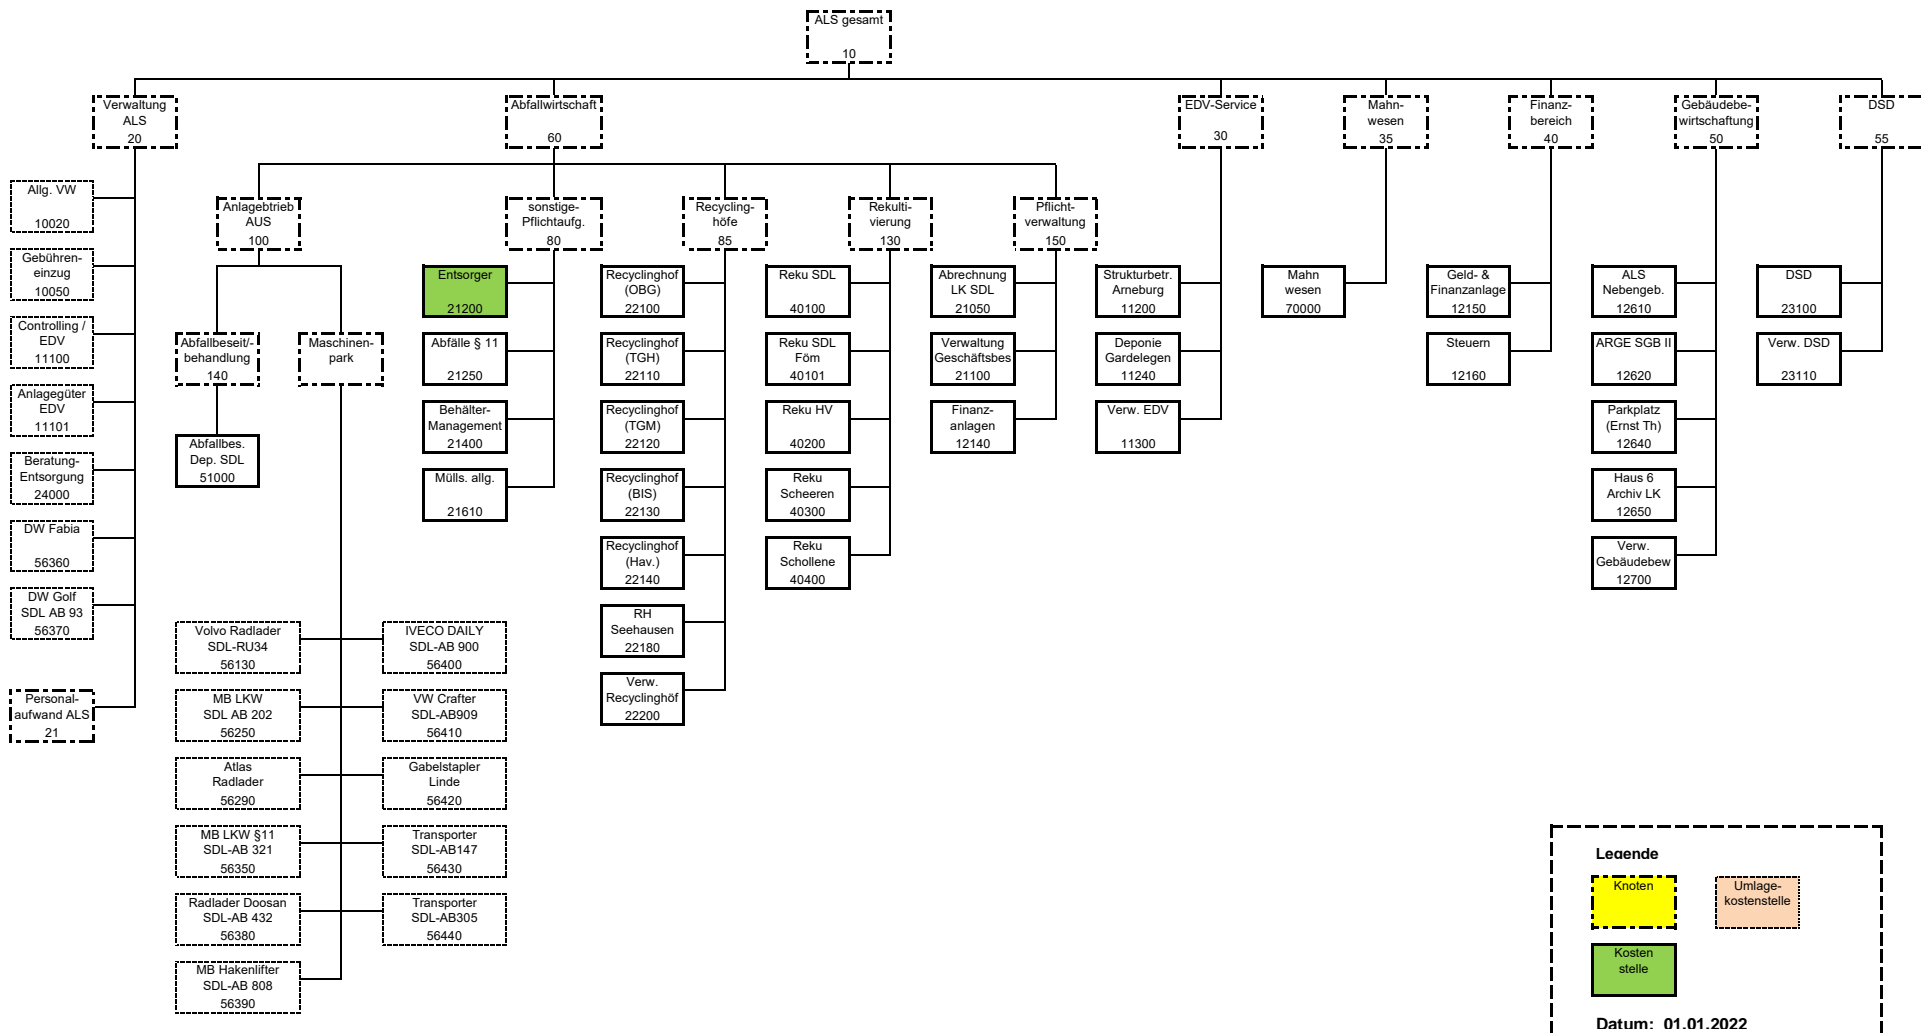 ALS gesamt
10
Verwaltung
ALS
20
Abfallwirtschaft
60
EDV-Service
30
Mahn-
wesen
35
Finanz-
bereich
40
Gebäudebe-
wirtschaftung
50
DSD
55
Allg. VW
10020
Gebühren-
einzug
10050
Controlling /
EDV
11100
Anlagegüter
EDV
11101
Beratung-
Entsorgung
24000
DW Fabia
56360
DW Golf
SDL AB 93
56370
Personal-
aufwand ALS
21
Anlagebtrieb
AUS
100
sonstige-
Pflichtaufg.
80
Recycling-
höfe
85
Rekulti-
vierung
130
Pflicht-
verwaltung
150
Abfallbeseit/-
behandlung
140
Maschinen-
park
Abfallbes.
Dep. SDL
51000
Volvo Radlader
SDL-RU34
56130
MB LKW
SDL AB 202
56250
Atlas
Radlader
56290
MB LKW §11
SDL-AB 321
56350
Radlader Doosan
SDL-AB 432
56380
MB Hakenlifter
SDL-AB 808
56390
IVECO DAILY
SDL-AB 900
56400
VW Crafter
SDL-AB909
56410
Gabelstapler
Linde
56420
Transporter
SDL-AB147
56430
Transporter
SDL-AB305
56440
Entsorger
21200
Abfälle § 11
21250
Behälter-
Management
21400
Mülls. allg.
21610
Recyclinghof
(OBG)
22100
Recyclinghof
(TGH)
22110
Recyclinghof
(TGM)
22120
Recyclinghof
(BIS)
22130
Recyclinghof
(Hav.)
22140
RH
Seehausen
22180
Verw.
Recyclinghöf
22200
Reku SDL
40100
Reku SDL
Föm
40101
Reku HV
40200
Reku
Scheeren
40300
Reku
Schollene
40400
Abrechnung
LK SDL
21050
Verwaltung
Geschäftsbes
21100
Finanz-
anlagen
12140
Strukturbetr.
Arneburg
11200
Deponie
Gardelegen
11240
Verw. EDV
11300
Mahn
wesen
70000
Geld- &
Finanzanlage
12150
Steuern
12160
ALS
Nebengeb.
12610
ARGE SGB II
12620
Parkplatz
(Ernst Th)
12640
Haus 6
Archiv LK
12650
Verw.
Gebäudebew
12700
DSD
23100
Verw. DSD
23110
Legende
Knoten
Umlage-
kostenstelle
Kosten
stelle
Datum: 01.01.2022